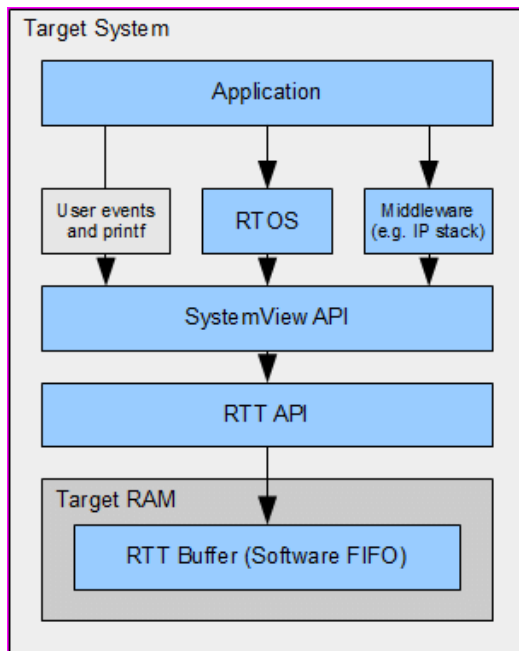 Target System
Application
User events
and printf
RTOS
Middleware
(e.g. IP stack)
SystemView API
RTT API
Target RAM
RTT Buffer (Software FIFO)